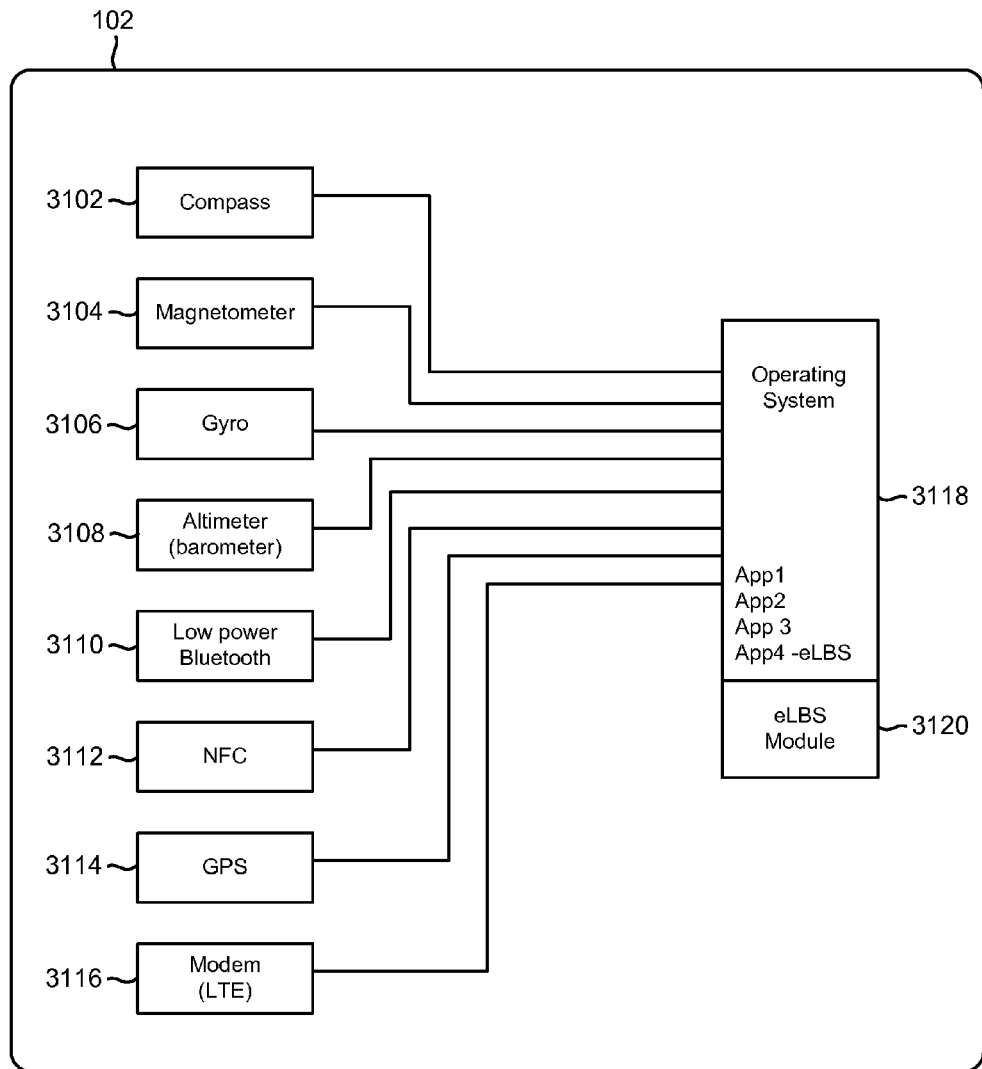 102
3102
Compass
3104
Magnetometer
3106
Gyro
3108
Altimeter
(barometer)
3110
Low power
Bluetooth
3112
NFC
3114
GPS
3116
Modem
(LTE)
Operating
System
3118
App1
App2
App 3
App4 -eLBS
eLBS
Module
3120